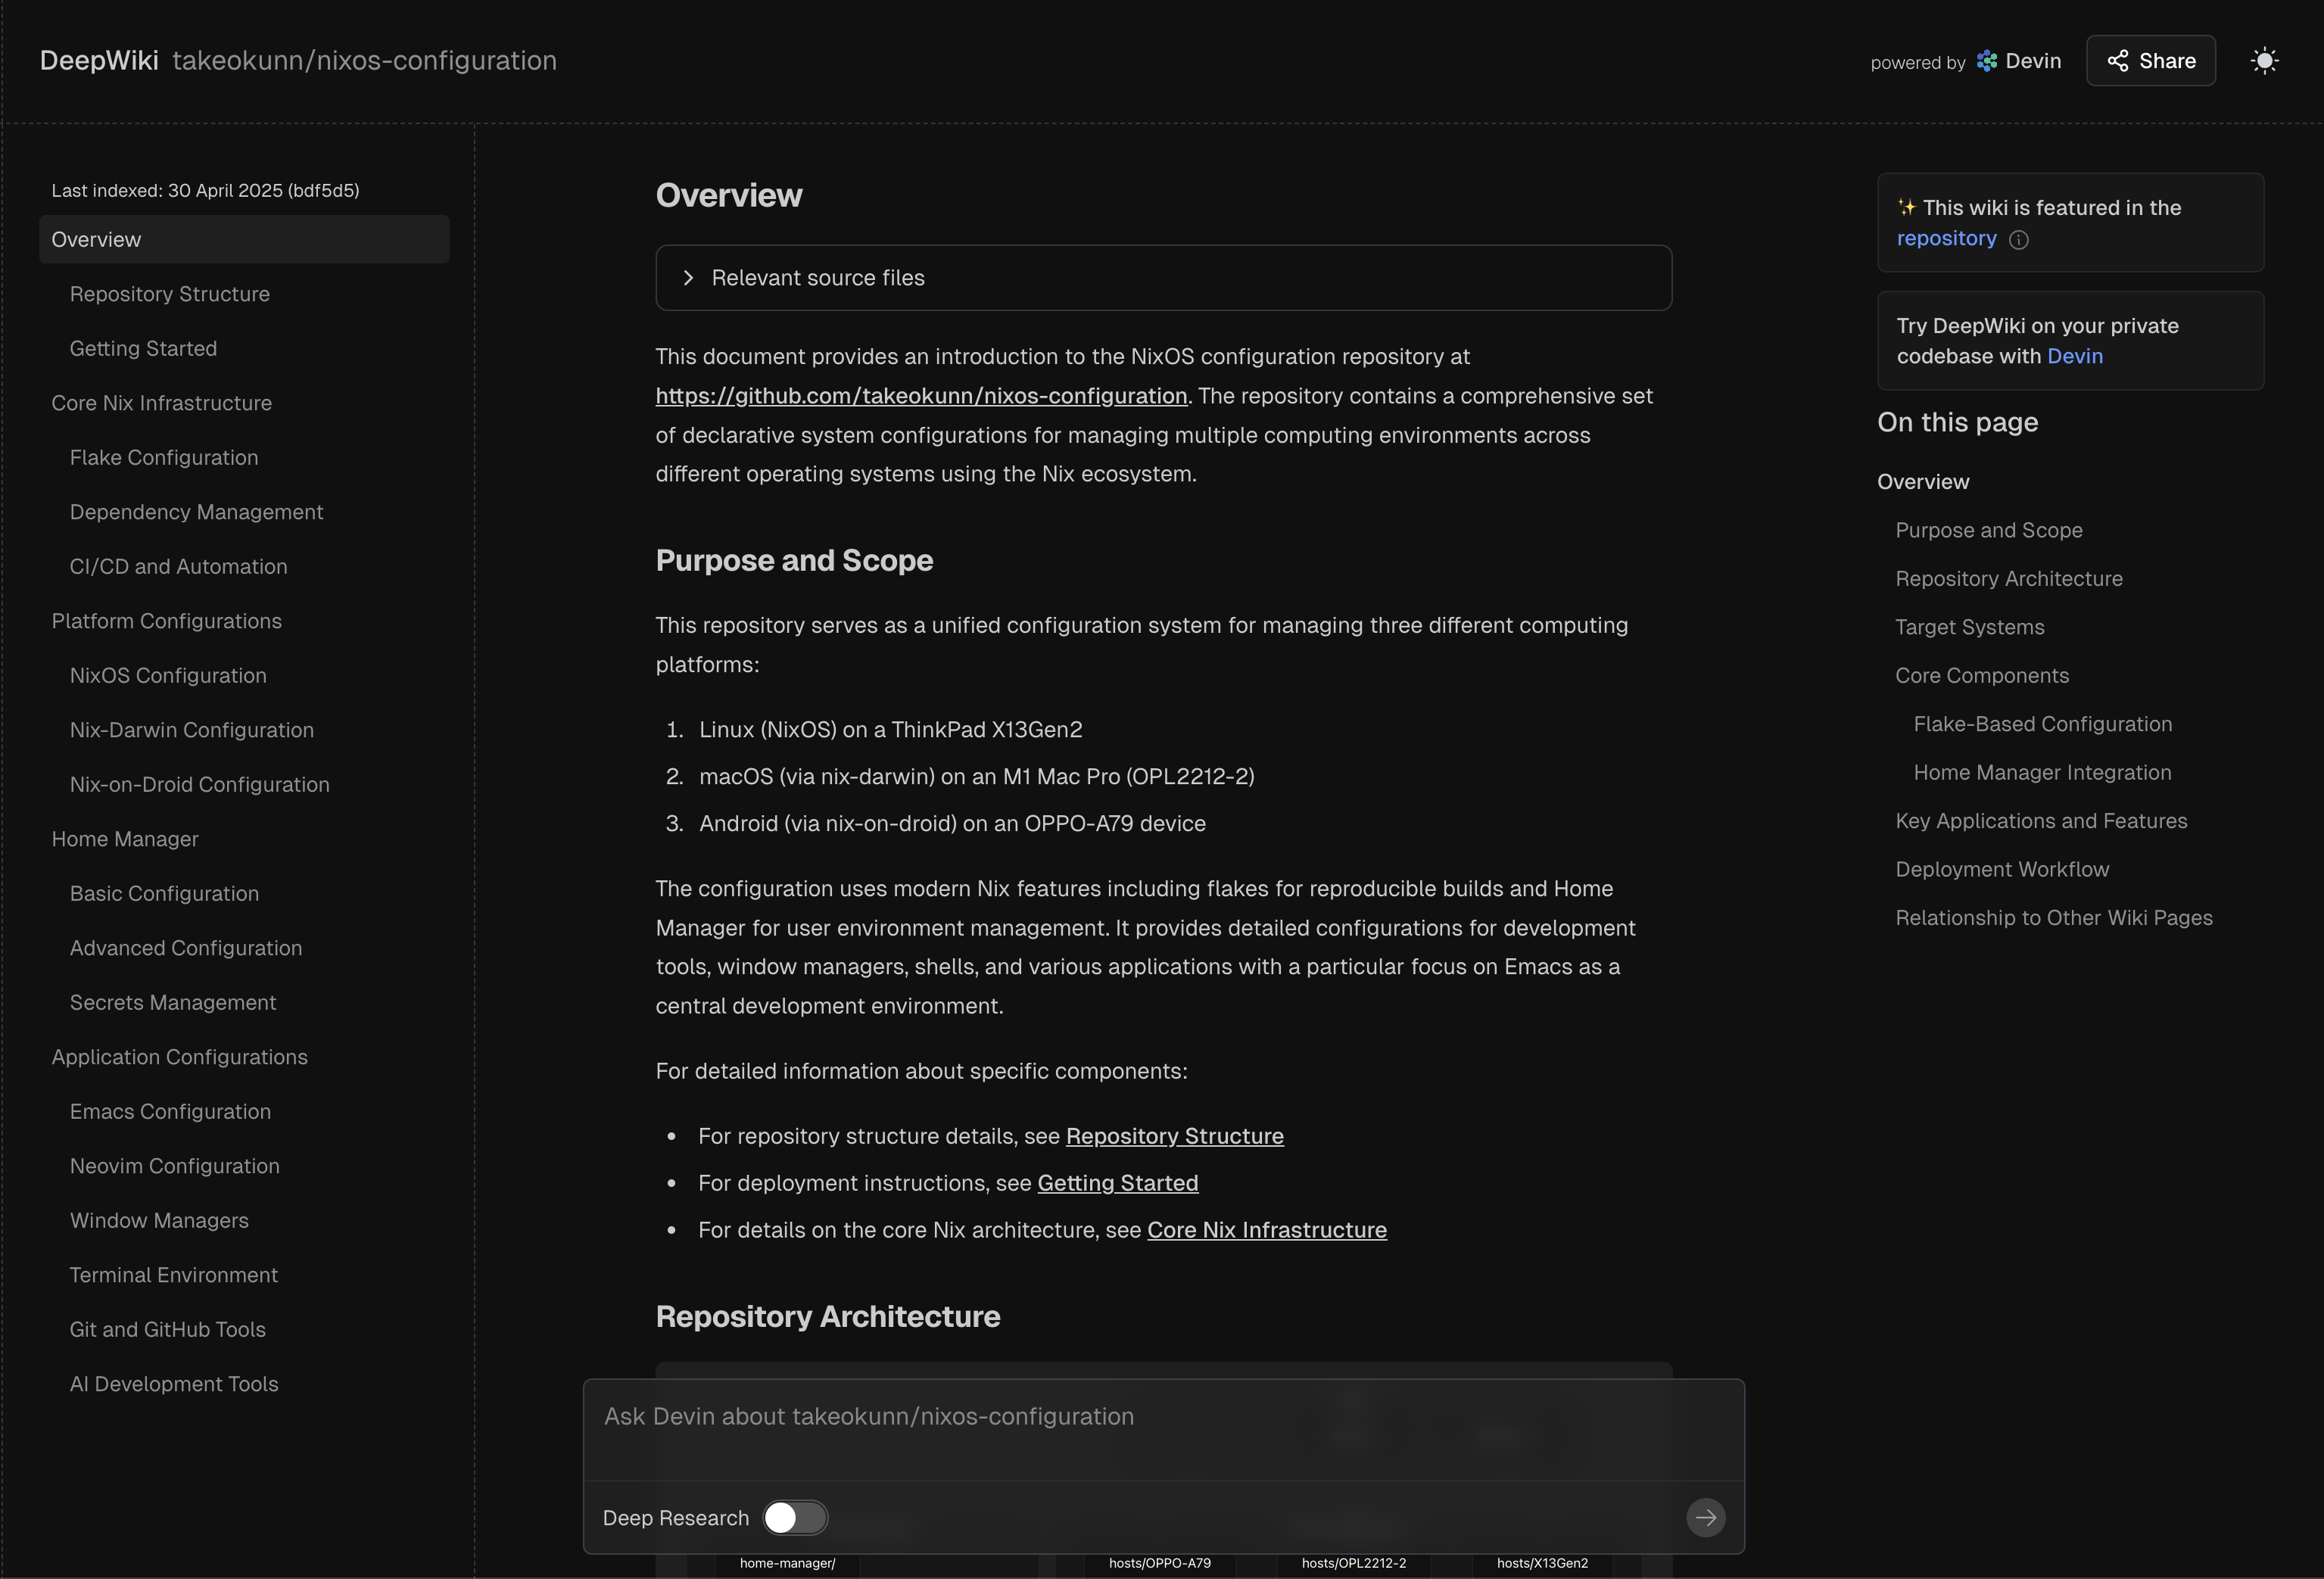 DeepWiki takeokunn/nixos-configuration
powered by Devin
Share
Last indexed: 30 April 2025 (bdf5d5)
Overview
Repository Structure
Getting Started
Core Nix Infrastructure
Flake Configuration
Dependency Management
CI/CD and Automation
Platform Configurations
NixOS Configuration
Nix-Darwin Configuration
Nix-on-Droid Configuration
Home Manager
Basic Configuration
Advanced Configuration
Secrets Management
Application Configurations
Emacs Configuration
Neovim Configuration
Window Managers
Terminal Environment
Git and GitHub Tools
AI Development Tools
Overview
Relevant source files
This document provides an introduction to the NixOS configuration repository at
https://github.com/takeokunn/nixos-configuration. The repository contains a comprehensive set
of declarative system configurations for managing multiple computing environments across
different operating systems using the Nix ecosystem.
Purpose and Scope
This repository serves as a unified configuration system for managing three different computing
platforms:
1. Linux (NixOS) on a ThinkPad X13Gen2
2. macOS (via nix-darwin) on an M1 Mac Pro (OPL2212-2)
3. Android (via nix-on-droid) on an OPPO-A79 device
The configuration uses modern Nix features including flakes for reproducible builds and Home
Manager for user environment management. It provides detailed configurations for development
tools, window managers, shells, and various applications with a particular focus on Emacs as a
central development environment.
For detailed information about specific components:
• For repository structure details, see Repository Structure
• For deployment instructions, see Getting Started
• For details on the core Nix architecture, see Core Nix Infrastructure
Repository Architecture
Ask Devin about takeokunn/nixos-configuration
Deep Research
home-manager/
hosts/OPPO-A79
hosts/OPL2212-2
hosts/X13Gen2
✨ This wiki is featured in the
repository
Try DeepWiki on your private
codebase with Devin
On this page
Overview
Purpose and Scope
Repository Architecture
Target Systems
Core Components
Flake-Based Configuration
Home Manager Integration
Key Applications and Features
Deployment Workflow
Relationship to Other Wiki Pages